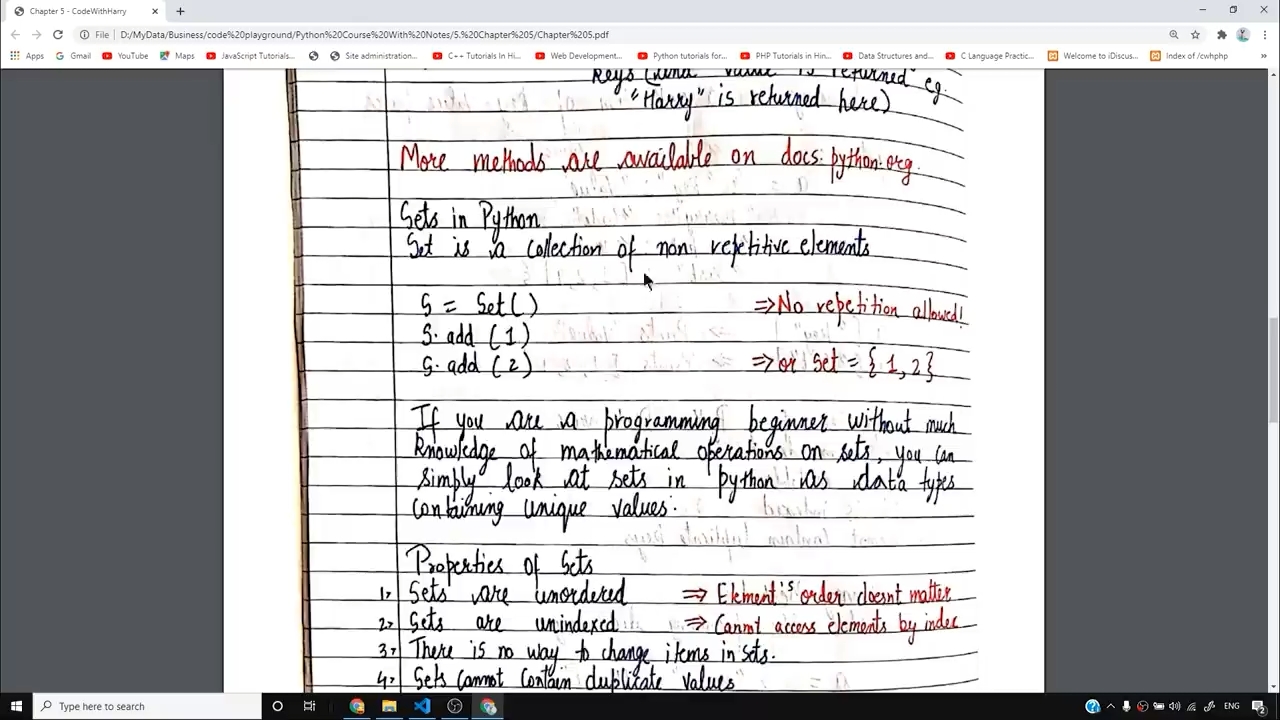 Chapter 5 - CodeWithHarry
File D:/MyData/Business/code%20playground/Python%20Course%20With%20Notes/5.%20Chapter%205/Chapter%205.pdf
Apps Gmail YouTube Maps JavaScript Tutorials... Site administration... C++ Tutorials In Hi... Web Development... Python tutorials for... PHP Tutorials in Hin... Data Structures and... C Language Practic... Welcome to iDiscus... Index of /cwhphp
Keys (and value is returned eg.
"Harry" is returned here)
More methods are available on docs.python.org
Sets in Python
Set is a collection of non repetitive elements
S = Set( ) ⇒ No repetition allowed!
S. add (1)
S. add (2) ⇒ or Set = {1, 2}
If you are a programming beginner without much
knowledge of mathematical operations on sets, you can
simply look at sets in python as data types
containing unique values.
Properties of Sets
1. Sets are unordered ⇒ Element's order doesnt matter
2. Sets are unindexed ⇒ Cannot access elements by index
3. There is no way to change items in sets.
4. Sets cannot contain duplicate values
Type here to search
ENG